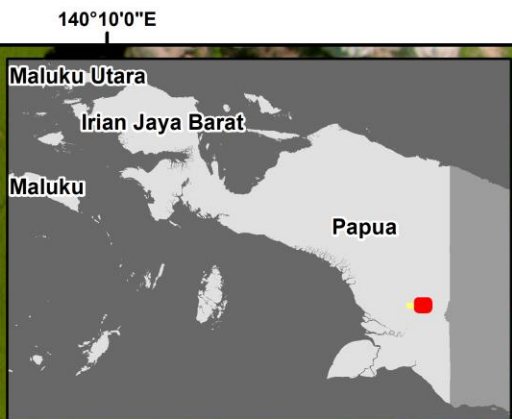 140°10'0"E
Maluku Utara
Irian Jaya Barat
Maluku
Papua